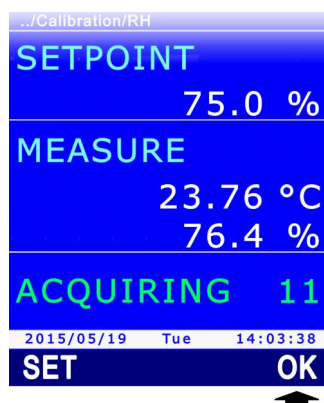 ../Calibration/RH
SETPOINT
75.0 %
MEASURE
23.76 °C
76.4 %
ACQUIRING 11
2015/05/19 Tue 14:03:38
SET OK